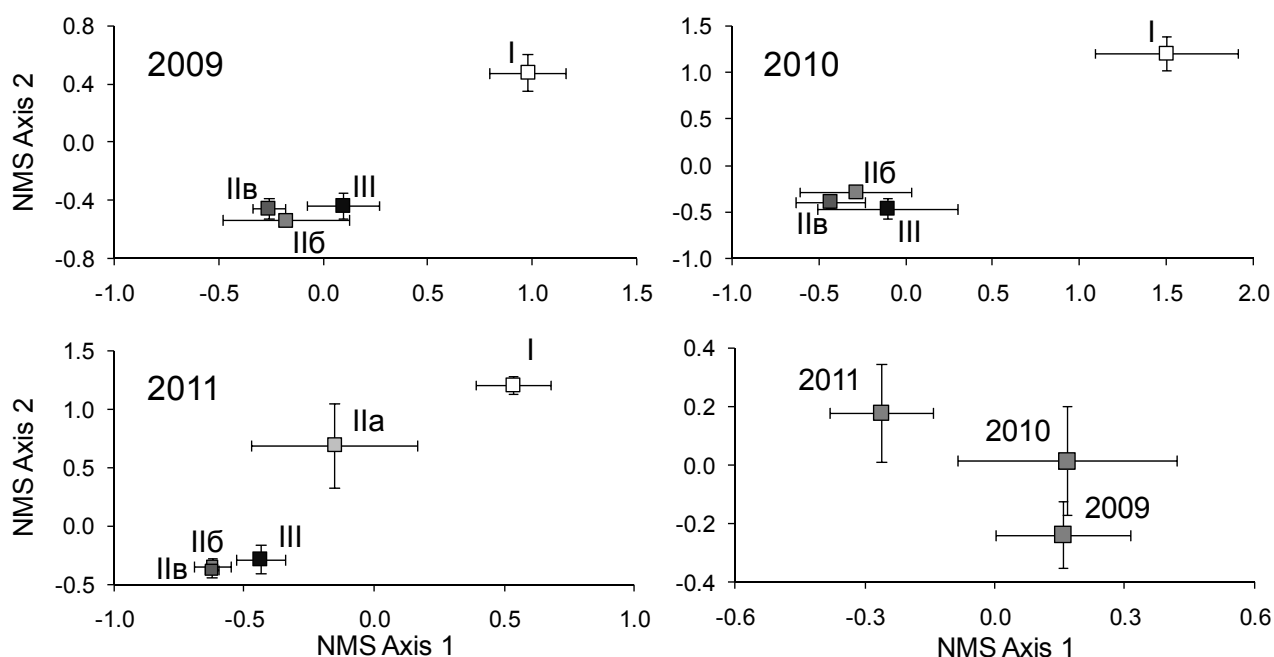 0.8
0.4
0.0
-0.4
-0.8
NMS Axis 2
2009
I
IIв
IIб
III
-1.0 -0.5 0.0 0.5 1.0 1.5
1.5
1.0
0.5
0.0
-0.5
-1.0
2010
I
IIб
IIв
III
-1.0 -0.5 0.0 0.5 1.0 1.5 2.0
1.5
1.0
0.5
0.0
-0.5
NMS Axis 2
2011
I
IIa
IIб
III
IIв
-1.0 -0.5 0.0 0.5 1.0
NMS Axis 1
0.4
0.2
0.0
-0.2
-0.4
2011
2010
2009
-0.6 -0.3 0.0 0.3 0.6
NMS Axis 1